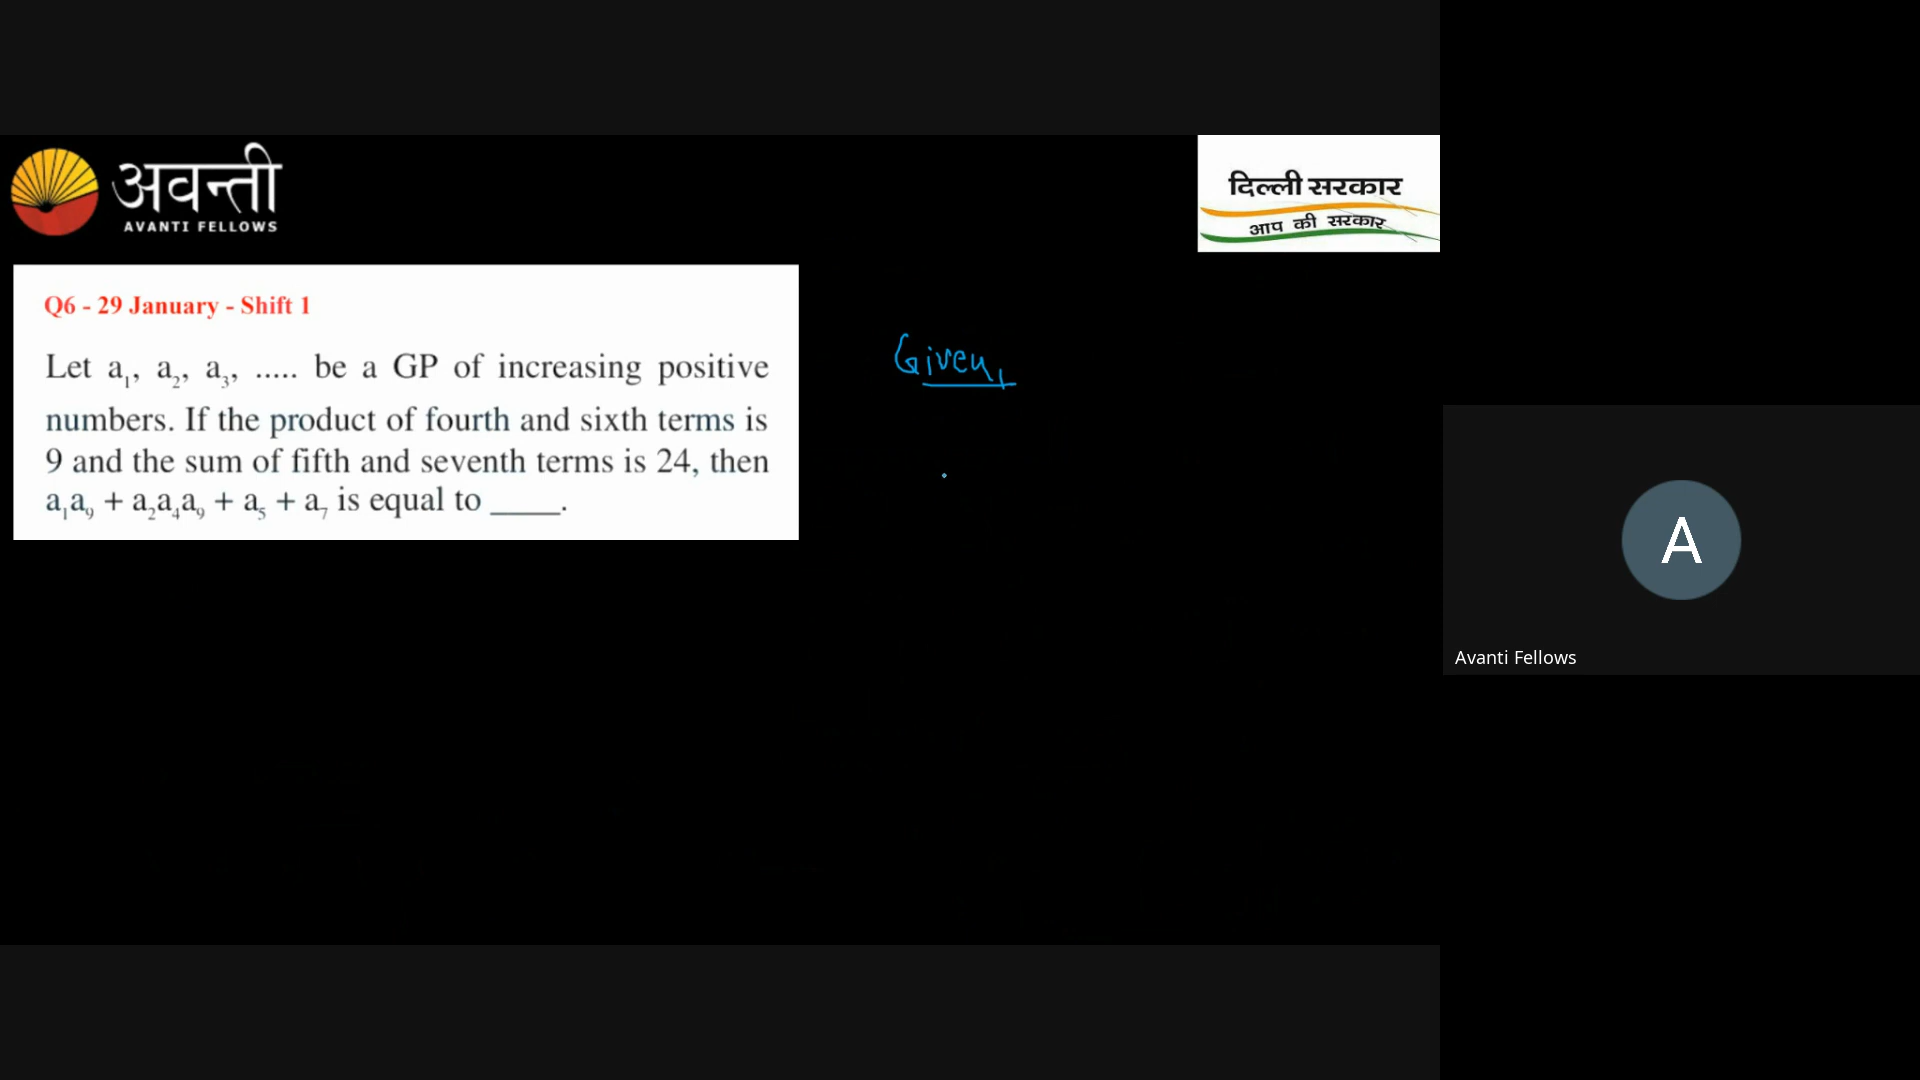 अवन्ती
AVANTI FELLOWS
दिल्ली सरकार
आप की सरकार
Q6 - 29 January - Shift 1
Let a₁, a₂, a₃, ..... be a GP of increasing positive
numbers. If the product of fourth and sixth terms is
9 and the sum of fifth and seventh terms is 24, then
a₁a₉ + a₂a₄a₉ + a₅ + a₇ is equal to ____.
Given,
A
Avanti Fellows